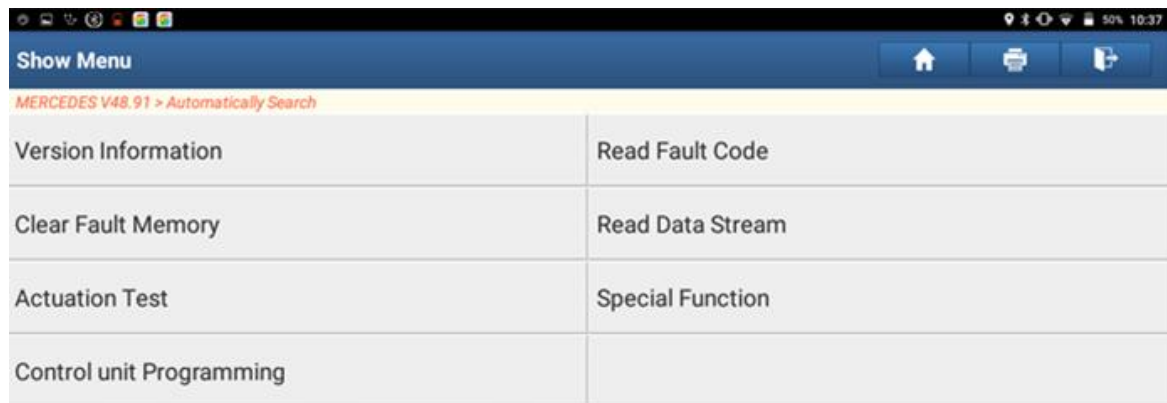 50% 10:37
Show Menu
MERCEDES V48.91 > Automatically Search
Version Information
Read Fault Code
Clear Fault Memory
Read Data Stream
Actuation Test
Special Function
Control unit Programming